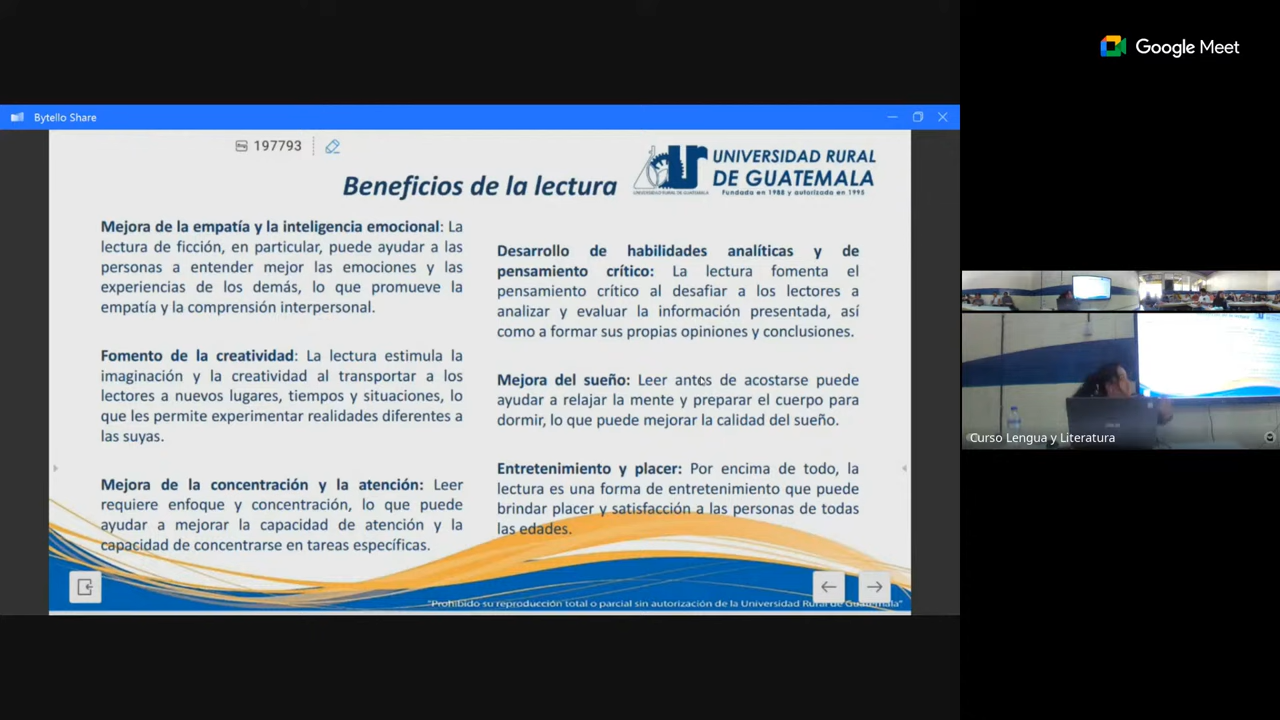 Google Meet
Bytello Share
197793
UNIVERSIDAD RURAL
DE GUATEMALA
Fundada en 1988 y autorizada en 1995
Beneficios de la lectura
Mejora de la empatía y la inteligencia emocional: La
lectura de ficción, en particular, puede ayudar a las
personas a entender mejor las emociones y las
experiencias de los demás, lo que promueve la
empatía y la comprensión interpersonal.
Fomento de la creatividad: La lectura estimula la
imaginación y la creatividad al transportar a los
lectores a nuevos lugares, tiempos y situaciones, lo
que les permite experimentar realidades diferentes a
las suyas.
Mejora de la concentración y la atención: Leer
requiere enfoque y concentración, lo que puede
ayudar a mejorar la capacidad de atención y la
capacidad de concentrarse en tareas específicas.
Desarrollo de habilidades analíticas y de
pensamiento crítico: La lectura fomenta el
pensamiento crítico al desafiar a los lectores a
analizar y evaluar la información presentada, así
como a formar sus propias opiniones y conclusiones.
Mejora del sueño: Leer antes de acostarse puede
ayudar a relajar la mente y preparar el cuerpo para
dormir, lo que puede mejorar la calidad del sueño.
Entretenimiento y placer: Por encima de todo, la
lectura es una forma de entretenimiento que puede
brindar placer y satisfacción a las personas de todas
las edades.
"Prohibido su reproducción total o parcial sin autorización de la Universidad Rural de Guatemala"
Curso Lengua y Literatura